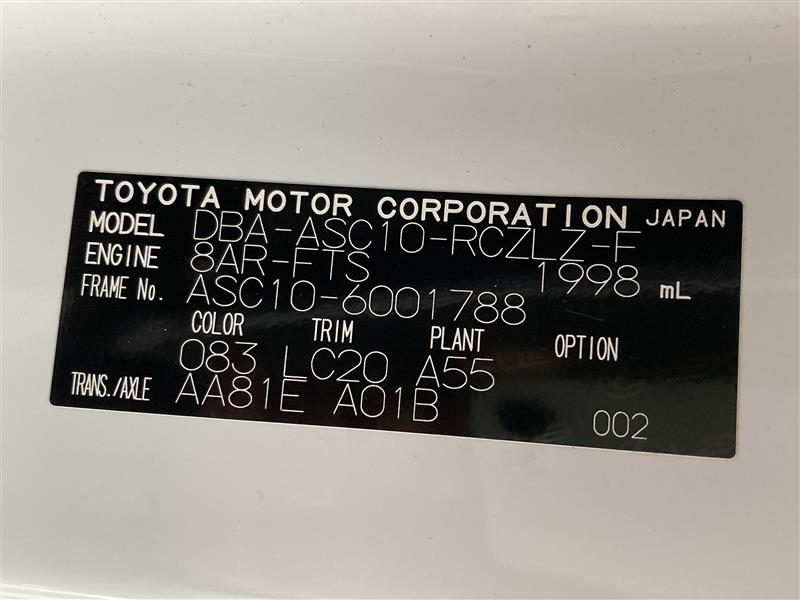 TOYOTA MOTOR CORPORATION JAPAN
MODEL DBA-ASC10-RCZLZ-F
ENGINE 8AR-FTS 1998 mL
FRAME No. ASC10-6001788
COLOR TRIM PLANT OPTION
083 LC20 A55
TRANS./AXLE AA81E A01B 002